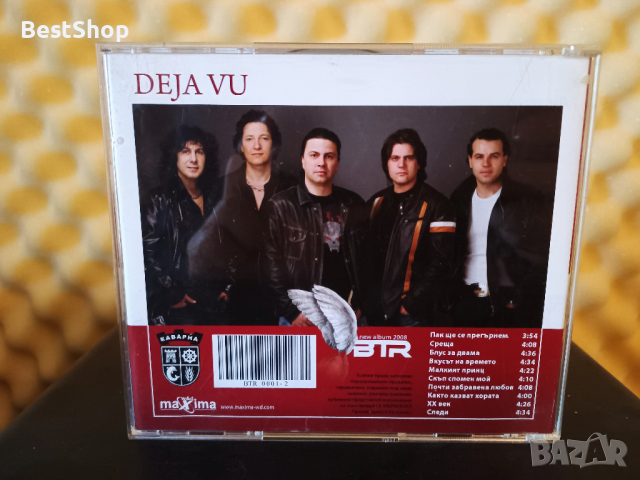 BestShop
DEJA VU
new album 2008
BTR
КАВАРНА
BTR 0001-2
maXima
www.maxima-wd.com
Пак ще се прегърнем 3:54
Среща 4:08
Блус за двама 4:36
Вкусът на времето 4:34
Малкият принц 4:22
Скъп спомен мой 4:10
Почти забравена любов 4:08
Както казват хората 4:00
XX век 4:26
Следи 4:34
BAZAR